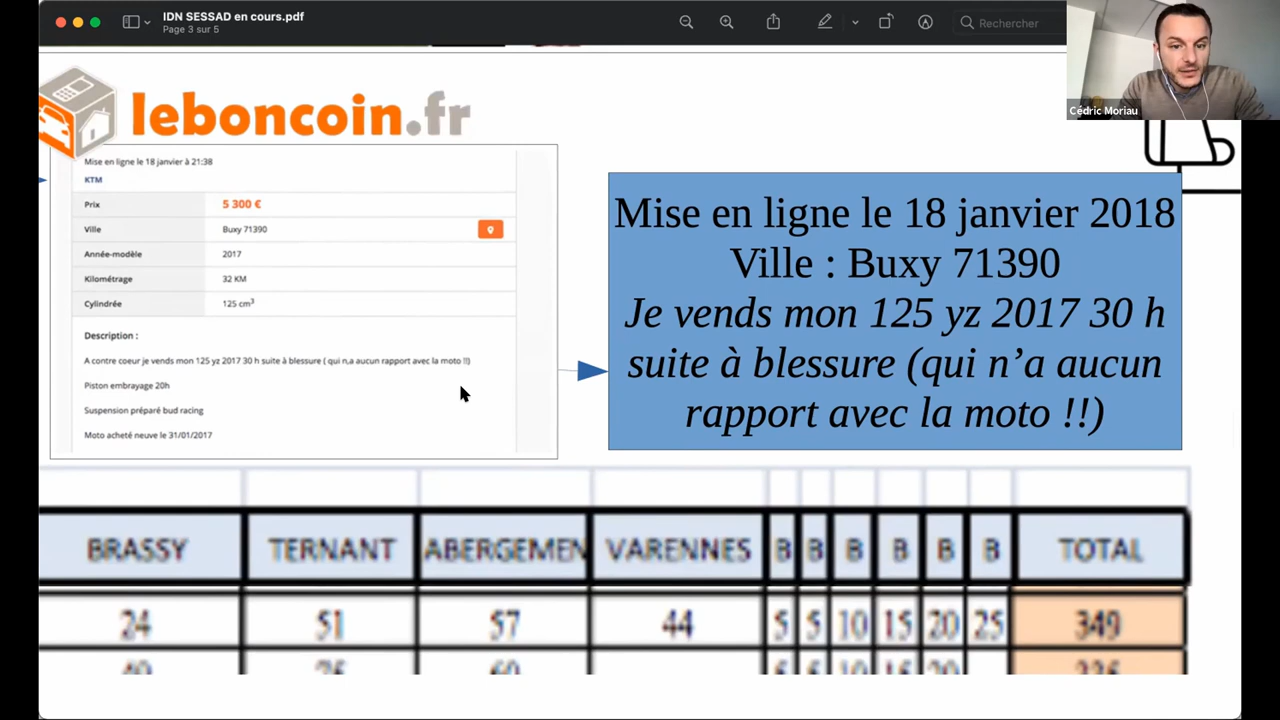 IDN SESSAD en cours.pdf
Page 3 sur 5
Rechercher
Cédric Moriau
leboncoin.fr
Mise en ligne le 18 janvier à 21:38
KTM
Prix 5 300 €
Ville Buxy 71390
Année-modèle 2017
Kilométrage 32 KM
Cylindrée 125 cm³
Description :
A contre coeur je vends mon 125 yz 2017 30 h suite à blessure ( qui n,a aucun rapport avec la moto !!)
Piston embrayage 20h
Suspension préparé bud racing
Moto acheté neuve le 31/01/2017
Mise en ligne le 18 janvier 2018
Ville : Buxy 71390
Je vends mon 125 yz 2017 30 h
suite à blessure (qui n’a aucun
rapport avec la moto !!)
BRASSY TERNANT ABERGEMEN VARENNES B B B B B B TOTAL
24 51 57 44 5 5 10 15 20 25 349